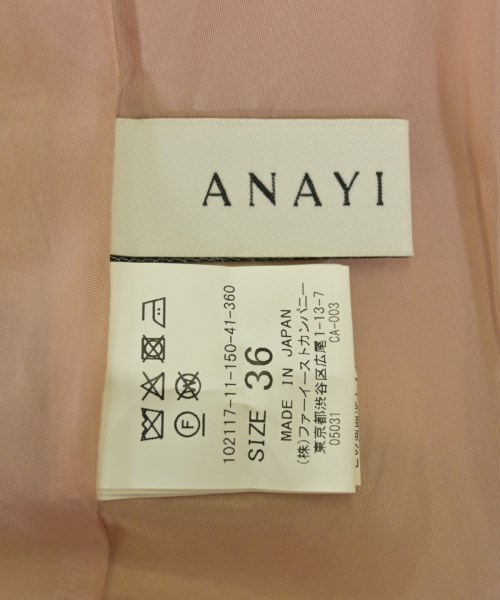 ANAYI
102117-11-150-41-360
SIZE 36
MADE IN JAPAN
(株)ファーイーストカンパニー
東京都渋谷区広尾1-13-7
05031 CA-003
F